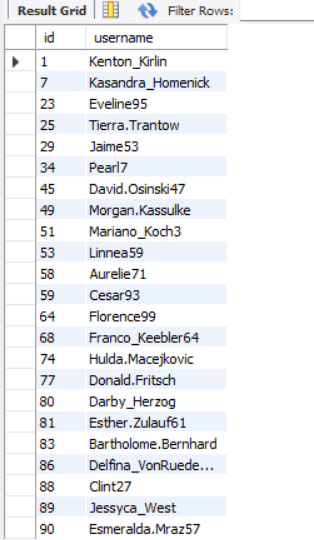 Result Grid Filter Rows:
id username
1 Kenton_Kirlin
7 Kasandra_Homenick
23 Eveline95
25 Tierra.Trantow
29 Jaime53
34 Pearl7
45 David.Osinski47
49 Morgan.Kassulke
51 Mariano_Koch3
53 Linnea59
58 Aurelie71
59 Cesar93
64 Florence99
68 Franco_Keebler64
74 Hulda.Macejkovic
77 Donald.Fritsch
80 Darby_Herzog
81 Esther.Zulauf61
83 Bartholome.Bernhard
86 Delfina_VonRuede...
88 Clint27
89 Jessyca_West
90 Esmeralda.Mraz57